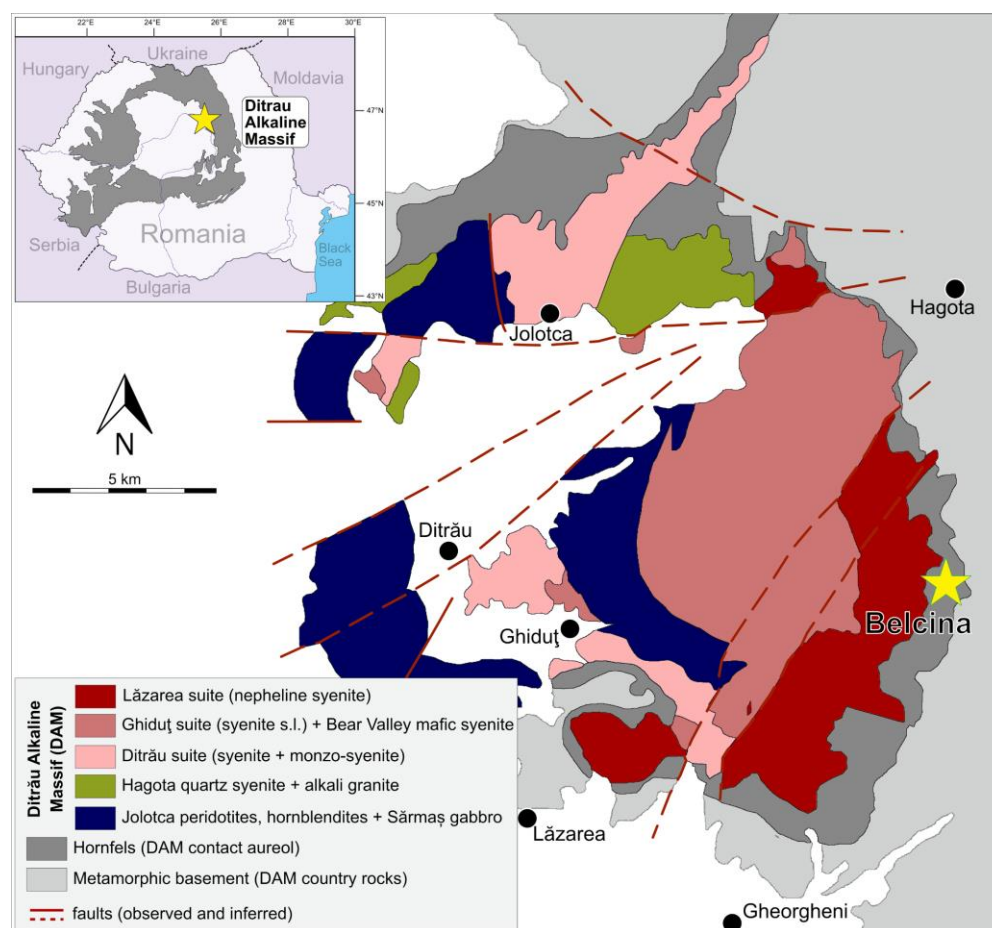 22°E
24°E
26°E
28°E
30°E
Ukraine
Hungary
Moldavia
47°N
Ditrau
Alkaline
Massif
45°N
Romania
Serbia
Black
Sea
Bulgaria
43°N
Hagota
Jolotca
N
5 km
Ditrău
Belcina
Ghiduţ
Ditrău Alkaline
Massif (DAM)
Lăzarea suite (nepheline syenite)
Ghiduţ suite (syenite s.l.) + Bear Valley mafic syenite
Ditrău suite (syenite + monzo-syenite)
Hagota quartz syenite + alkali granite
Jolotca peridotites, hornblendites + Sărmaş gabbro
Hornfels (DAM contact aureol)
Metamorphic basement (DAM country rocks)
faults (observed and inferred)
Lăzarea
Gheorgheni